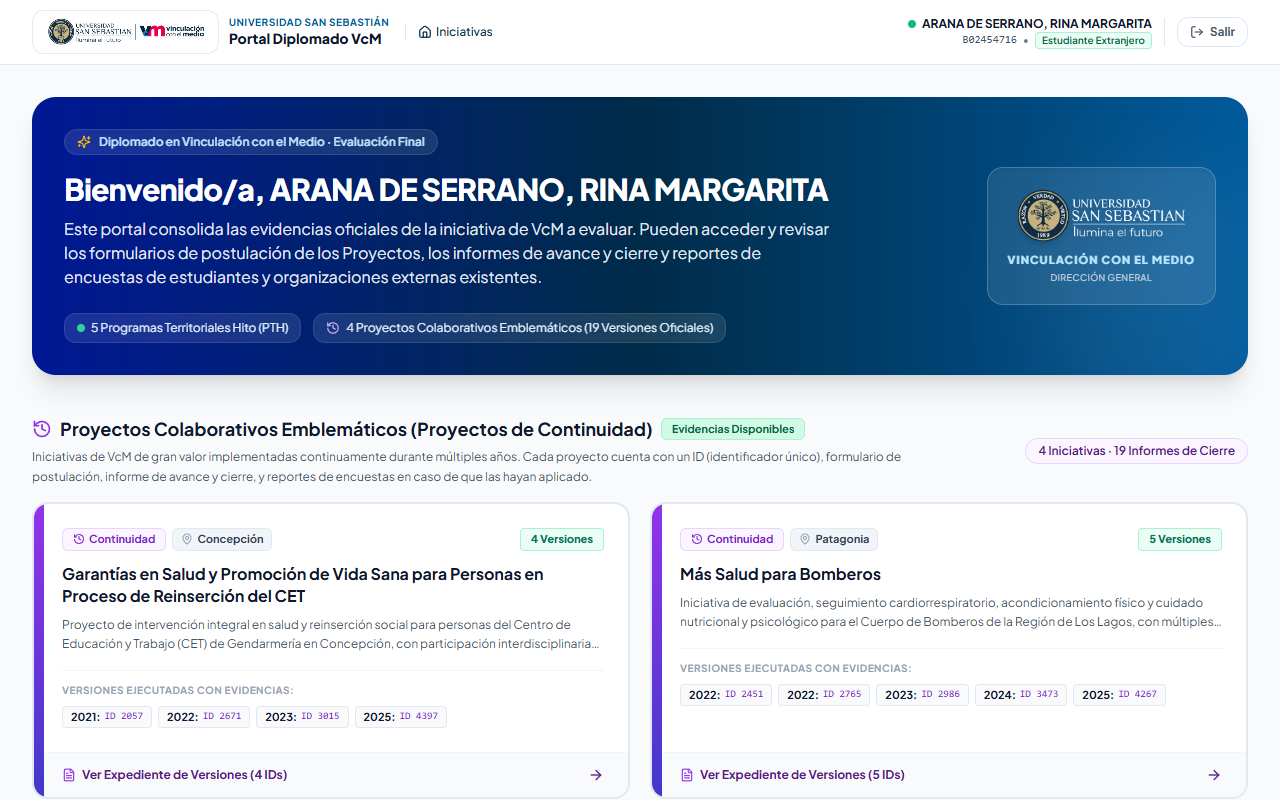 UNIVERSIDAD SAN SEBASTIAN
Ilumina el futuro
vm vinculación con el medio
UNIVERSIDAD SAN SEBASTIÁN
Portal Diplomado VcM
Iniciativas
ARANA DE SERRANO, RINA MARGARITA
B02454716 • Estudiante Extranjero
Salir
Diplomado en Vinculación con el Medio · Evaluación Final
Bienvenido/a, ARANA DE SERRANO, RINA MARGARITA
Este portal consolida las evidencias oficiales de la iniciativa de VcM a evaluar. Pueden acceder y revisar
los formularios de postulación de los Proyectos, los informes de avance y cierre y reportes de
encuestas de estudiantes y organizaciones externas existentes.
5 Programas Territoriales Hito (PTH)
4 Proyectos Colaborativos Emblemáticos (19 Versiones Oficiales)
UNIVERSIDAD
SAN SEBASTIAN
Ilumina el futuro
VINCULACIÓN CON EL MEDIO
DIRECCIÓN GENERAL
Proyectos Colaborativos Emblemáticos (Proyectos de Continuidad)
Evidencias Disponibles
Iniciativas de VcM de gran valor implementadas continuamente durante múltiples años. Cada proyecto cuenta con un ID (identificador único), formulario de
postulación, informe de avance y cierre, y reportes de encuestas en caso de que las hayan aplicado.
4 Iniciativas · 19 Informes de Cierre
Continuidad
Concepción
4 Versiones
Garantías en Salud y Promoción de Vida Sana para Personas en
Proceso de Reinserción del CET
Proyecto de intervención integral en salud y reinserción social para personas del Centro de
Educación y Trabajo (CET) de Gendarmería en Concepción, con participación interdisciplinaria...
VERSIONES EJECUTADAS CON EVIDENCIAS:
2021: ID 2057
2022: ID 2671
2023: ID 3015
2025: ID 4397
Ver Expediente de Versiones (4 IDs)
Continuidad
Patagonia
5 Versiones
Más Salud para Bomberos
Iniciativa de evaluación, seguimiento cardiorrespiratorio, acondicionamiento físico y cuidado
nutricional y psicológico para el Cuerpo de Bomberos de la Región de Los Lagos, con múltiples...
VERSIONES EJECUTADAS CON EVIDENCIAS:
2022: ID 2451
2022: ID 2765
2023: ID 2986
2024: ID 3473
2025: ID 4267
Ver Expediente de Versiones (5 IDs)